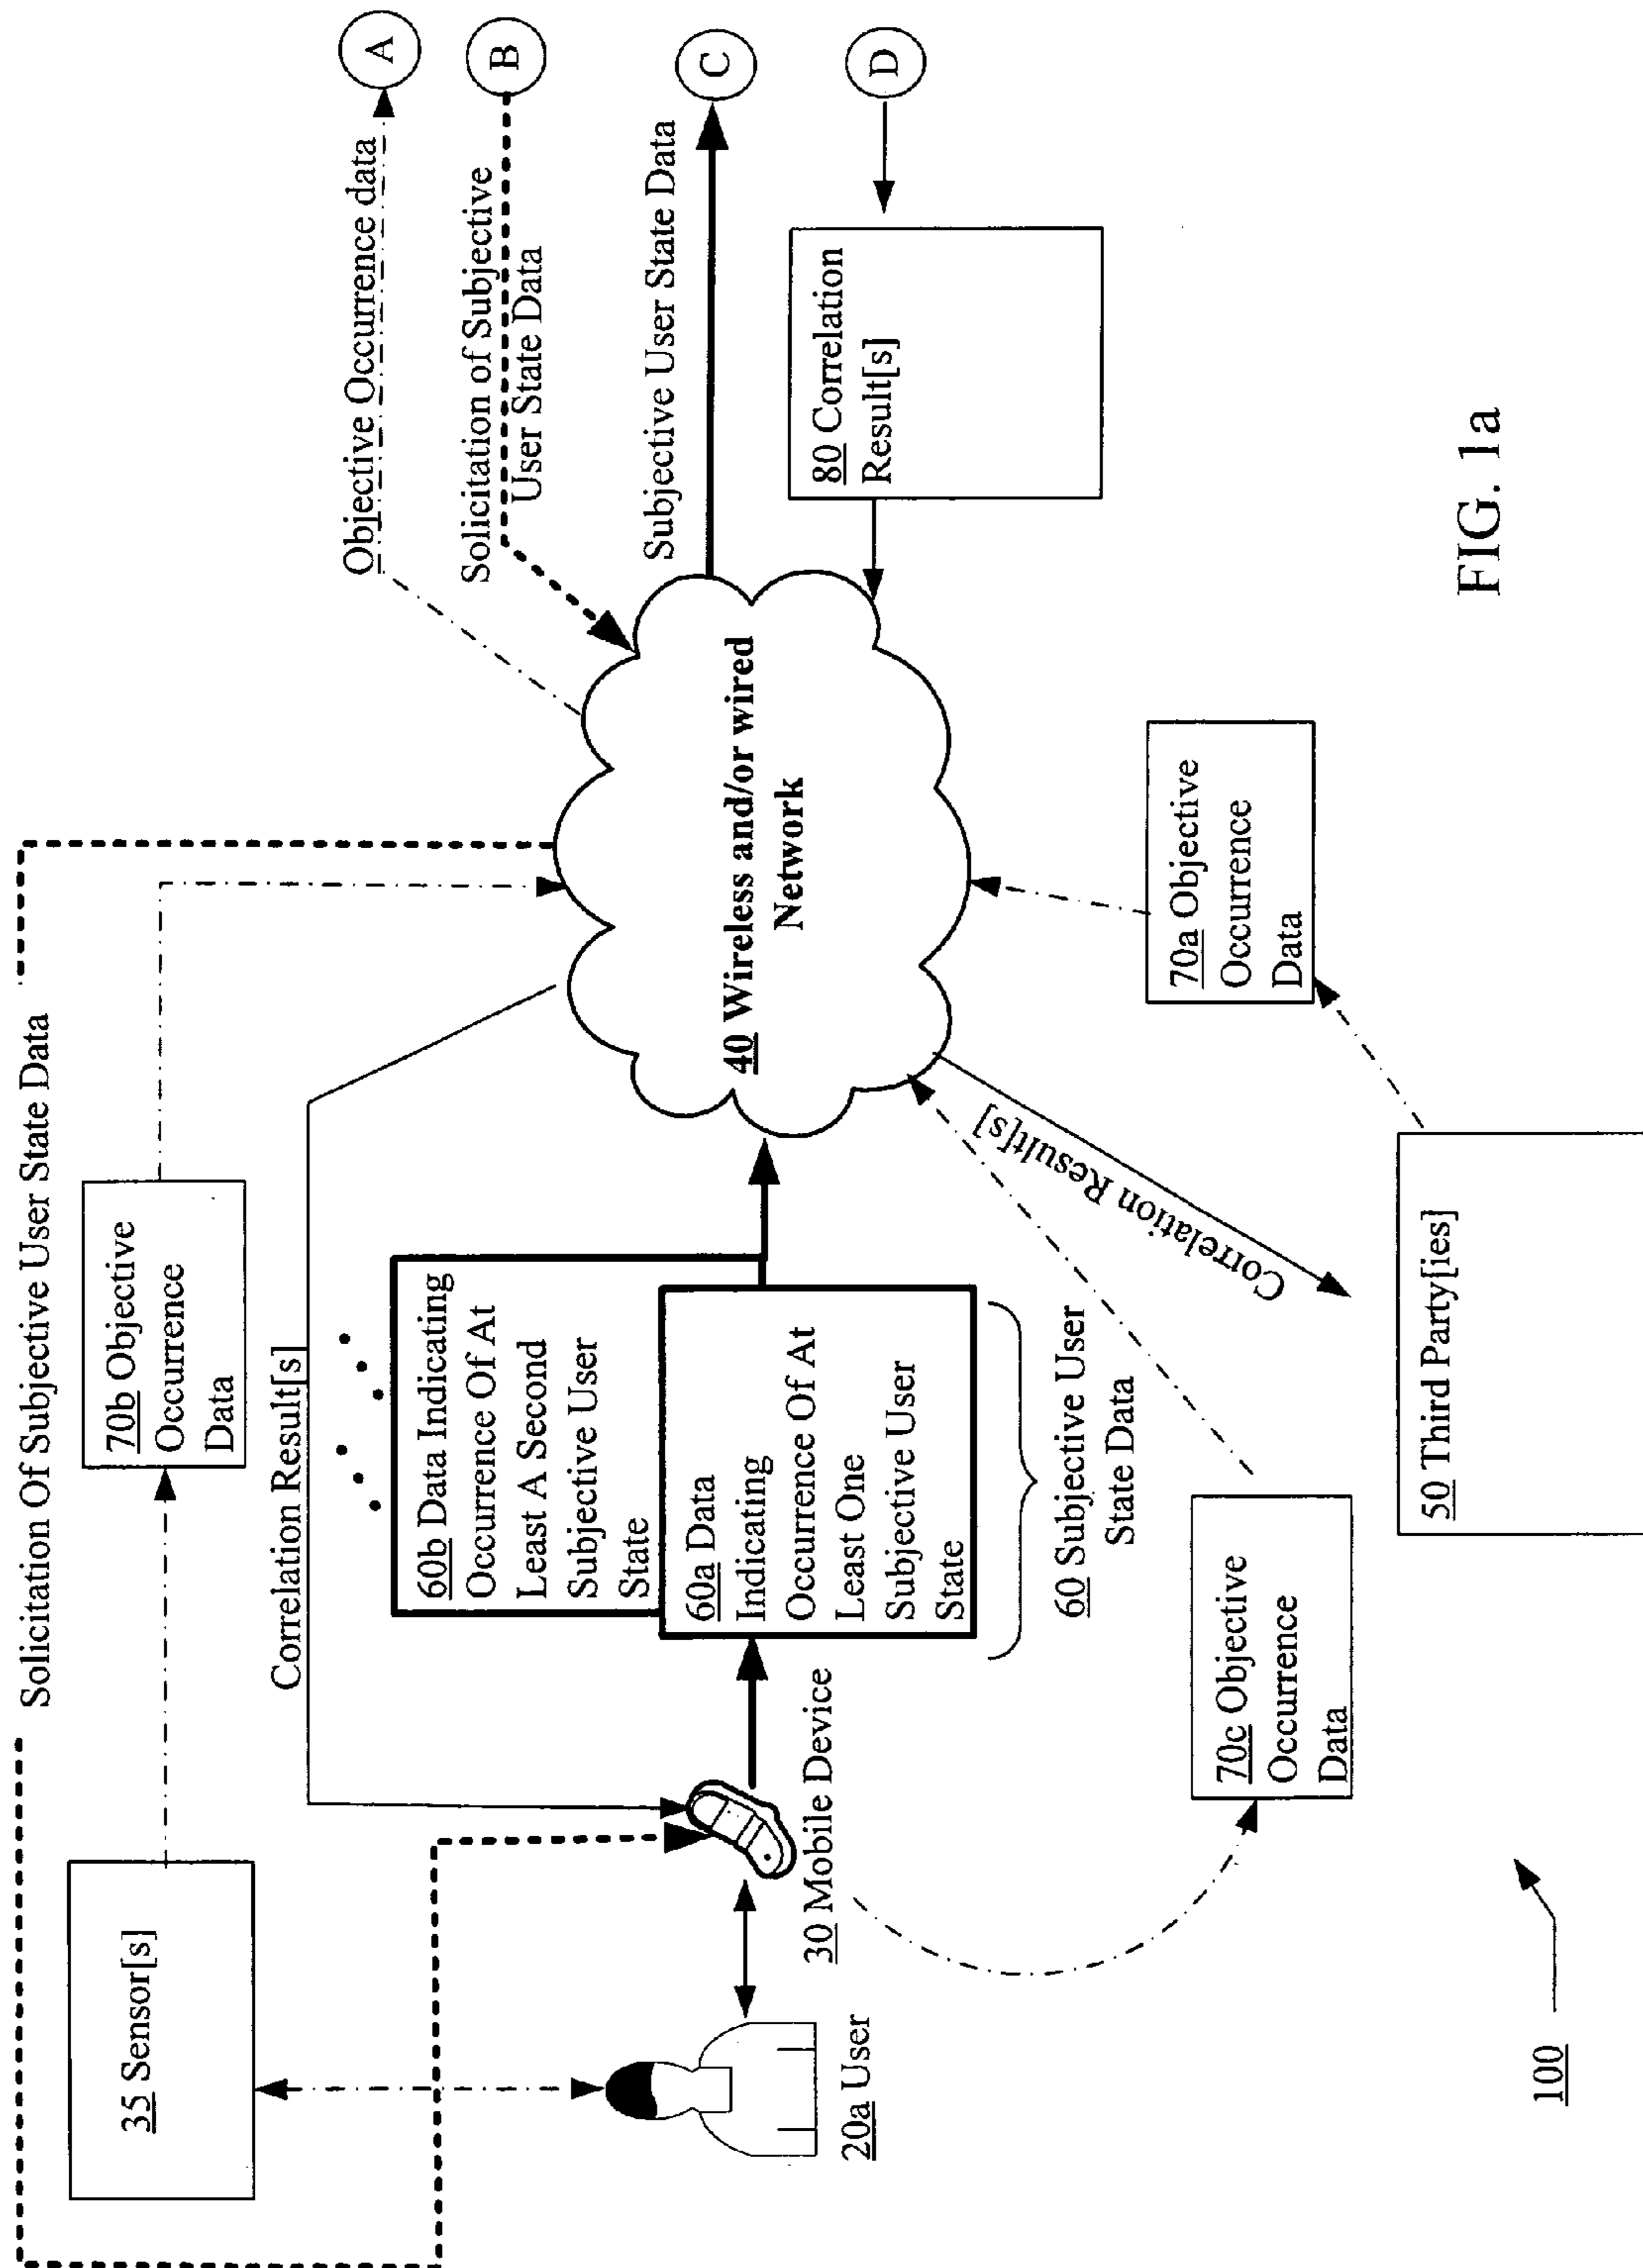 Solicitation Of Subjective User State Data
35 Sensor[s]
70b Objective
Occurrence
Data
Correlation Result[s]
Objective Occurrence data
A
Solicitation of Subjective
User State Data
B
Subjective User State Data
C
D
80 Correlation
Result[s]
40 Wireless and/or wired
Network
60b Data Indicating
Occurrence Of At
Least A Second
Subjective User
State
60a Data
Indicating
Occurrence Of At
Least One
Subjective User
State
60 Subjective User
State Data
20a User
30 Mobile Device
70c Objective
Occurrence
Data
Correlation Result[s]
70a Objective
Occurrence
Data
50 Third Party[ies]
100
FIG. 1a